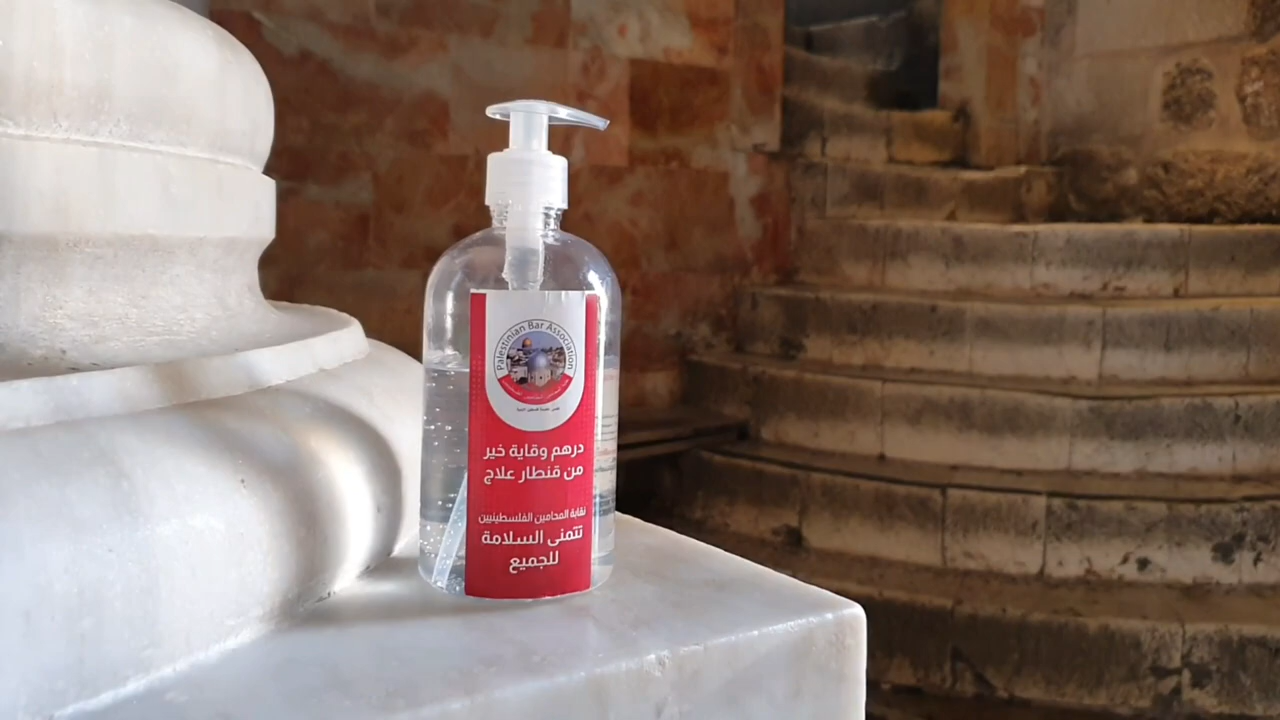 Palestinian Bar Association
درهم وقاية خير
من قنطار علاج
نقابة المحامين الفلسطينيين
تتمنى السلامة
للجميع